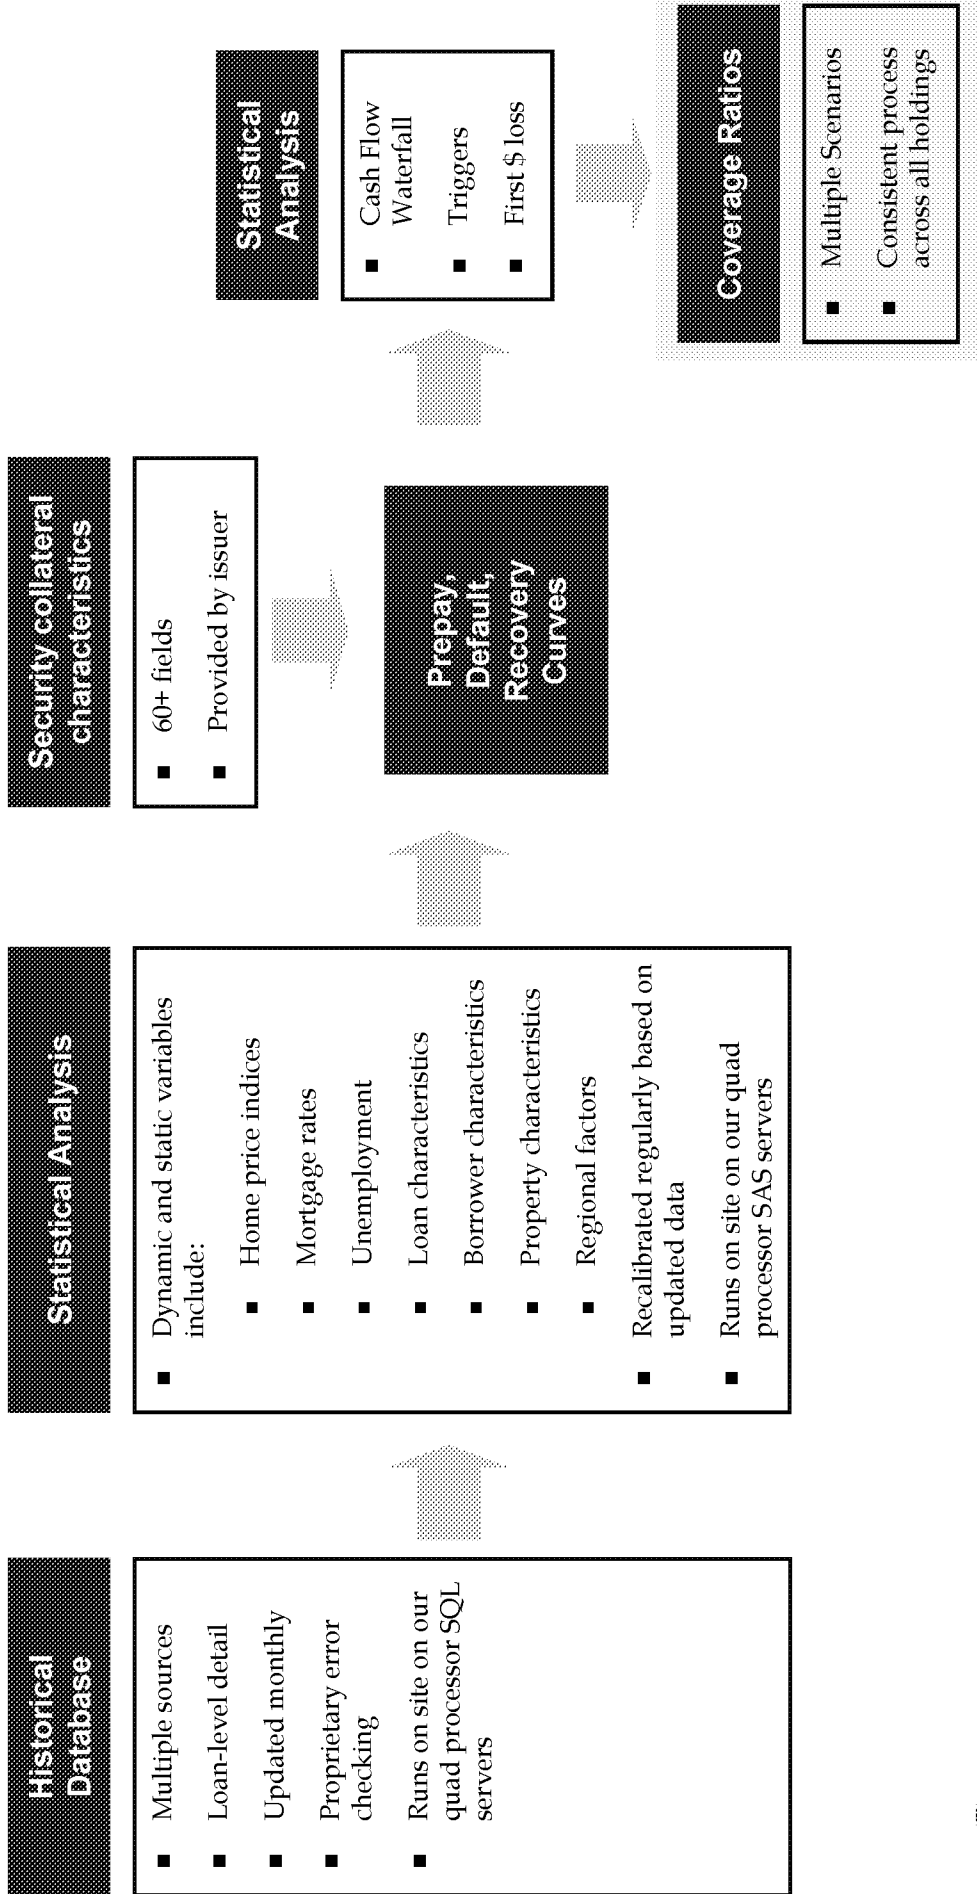 Historical
Database
■ Multiple sources
■ Loan-level detail
■ Updated monthly
■ Proprietary error
checking
■ Runs on site on our
quad processor SQL
servers
Statistical Analysis
■ Dynamic and static variables
include:
■ Home price indices
■ Mortgage rates
■ Unemployment
■ Loan characteristics
■ Borrower characteristics
■ Property characteristics
■ Regional factors
■ Recalibrated regularly based on
updated data
■ Runs on site on our quad
processor SAS servers
Security collateral
characteristics
■ 60+ fields
■ Provided by issuer
Prepay,
Default,
Recovery
Curves
Statistical
Analysis
■ Cash Flow
Waterfall
■ Triggers
■ First $ loss
Coverage Ratios
■ Multiple Scenarios
■ Consistent process
across all holdings